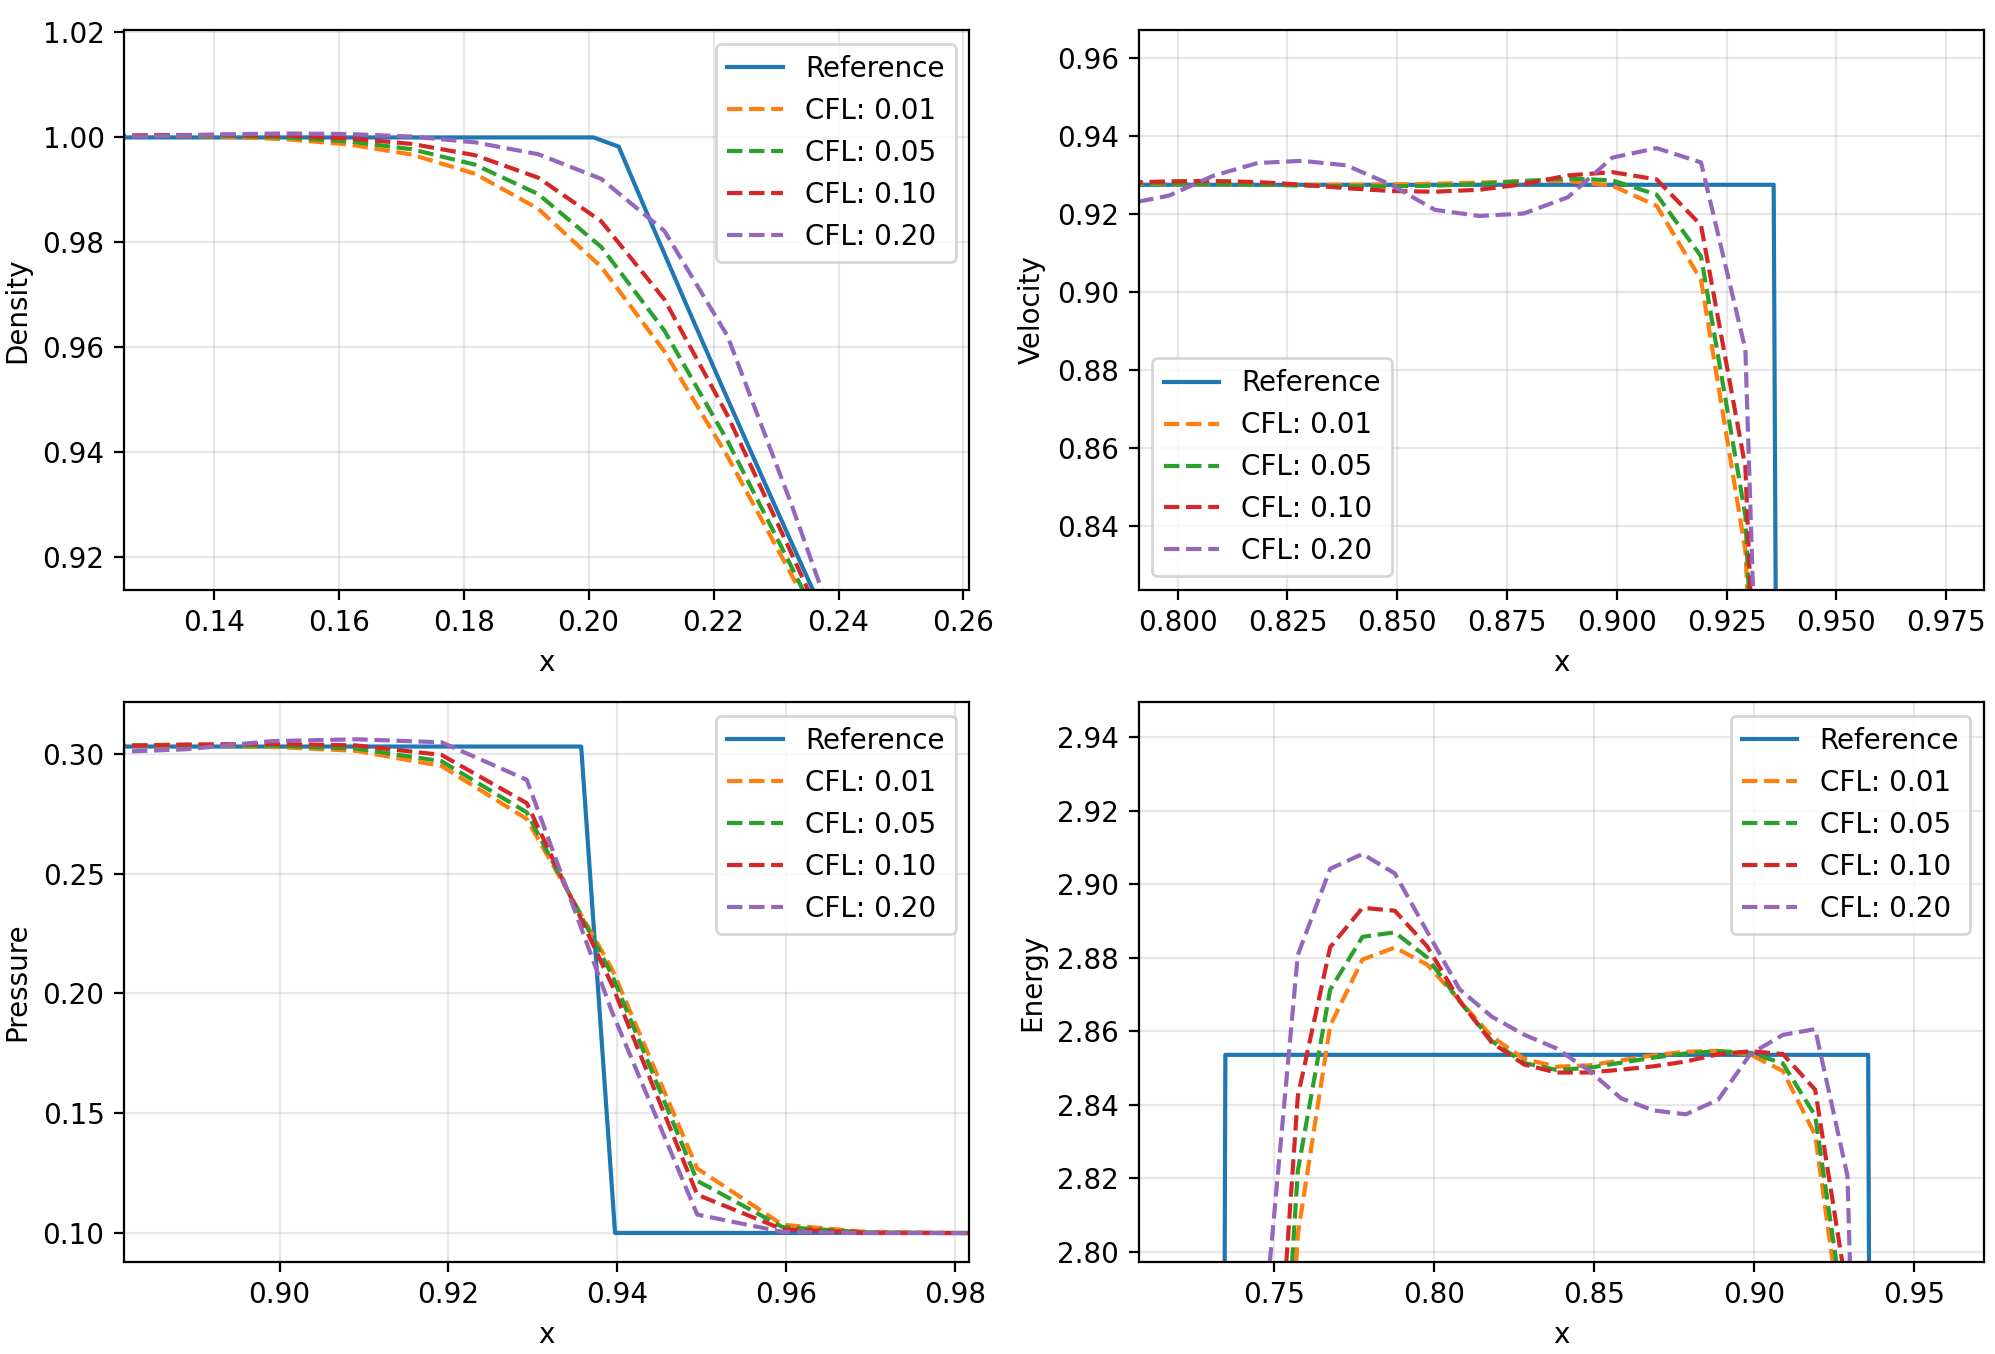 1.02
1.00
0.98
0.96
0.94
0.92
Density
0.14 0.16 0.18 0.20 0.22 0.24 0.26
x
Reference
CFL: 0.01
CFL: 0.05
CFL: 0.10
CFL: 0.20
0.96
0.94
0.92
0.90
0.88
0.86
0.84
Velocity
0.800 0.825 0.850 0.875 0.900 0.925 0.950 0.975
x
Reference
CFL: 0.01
CFL: 0.05
CFL: 0.10
CFL: 0.20
0.30
0.25
0.20
0.15
0.10
Pressure
0.90 0.92 0.94 0.96 0.98
x
Reference
CFL: 0.01
CFL: 0.05
CFL: 0.10
CFL: 0.20
2.94
2.92
2.90
2.88
2.86
2.84
2.82
2.80
Energy
0.75 0.80 0.85 0.90 0.95
x
Reference
CFL: 0.01
CFL: 0.05
CFL: 0.10
CFL: 0.20